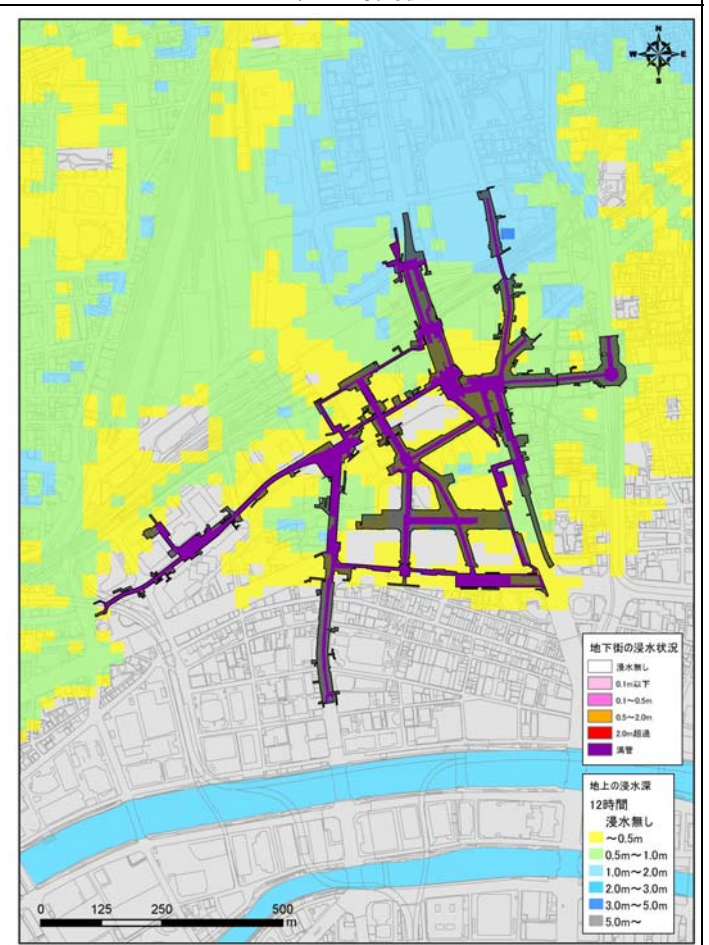 N
W E
S
地下街の浸水状況
浸水無し
0.1m以下
0.1～0.5m
0.5～2.0m
2.0m超過
満管
地上の浸水深
12時間
浸水無し
～0.5m
0.5m～1.0m
1.0m～2.0m
2.0m～3.0m
3.0m～5.0m
5.0m～
0 125 250 500
m